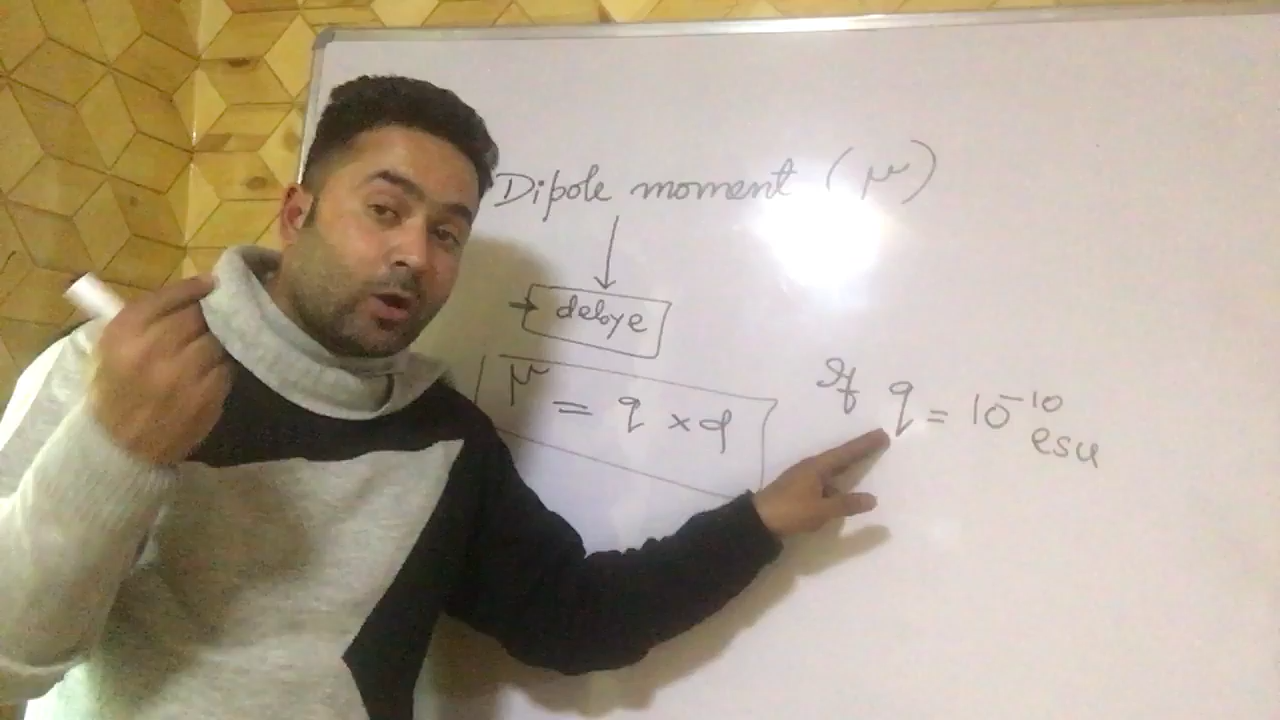 Dipole moment (μ)
debye
μ = q × d
If q = 10⁻¹⁰
esu